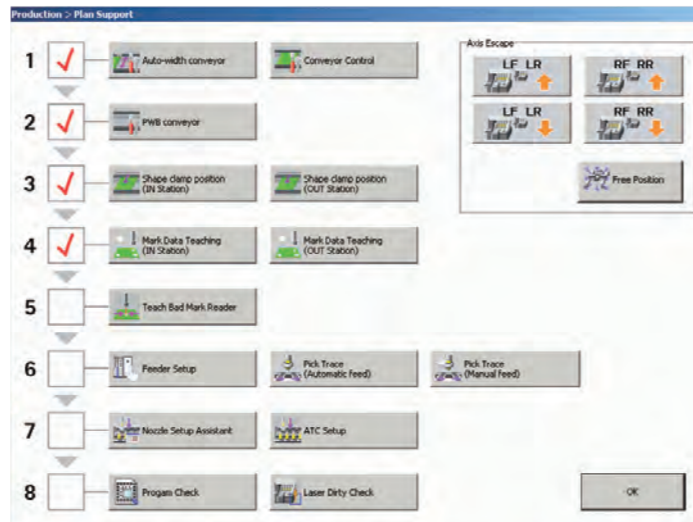 Production > Plan Support
Axis Escape
1 Auto-width conveyor Conveyor Control
LF LR RF RR
2 PWB conveyor
LF LR RF RR
3 Shape clamp position
(IN Station) Shape clamp position
(OUT Station)
Free Position
4 Mark Data Teaching
(IN Station) Mark Data Teaching
(OUT Station)
5 Teach Bad Mark Reader
6 Feeder Setup Pick Trace
(Automatic feed) Pick Trace
(Manual feed)
7 Nozzle Setup Assistant ATC Setup
8 Progam Check Laser Dirty Check
OK